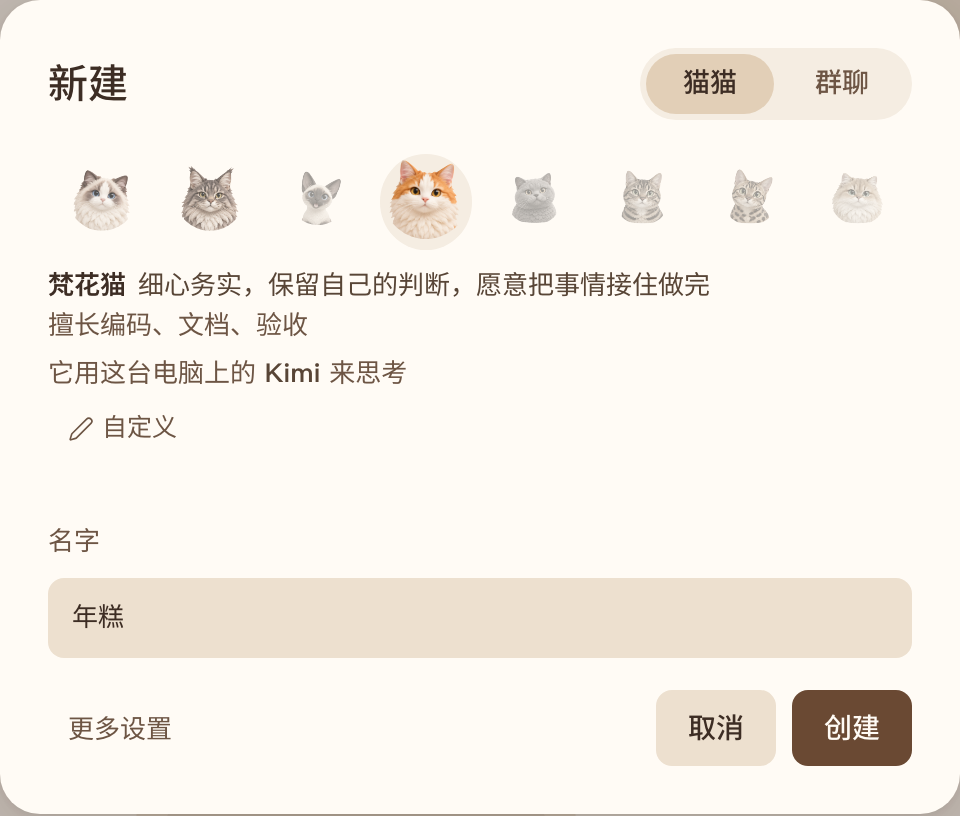 新建
猫猫
群聊
梵花猫 细心务实，保留自己的判断，愿意把事情接住做完
擅长编码、文档、验收
它用这台电脑上的 Kimi 来思考
自定义
名字
年糕
更多设置
取消
创建